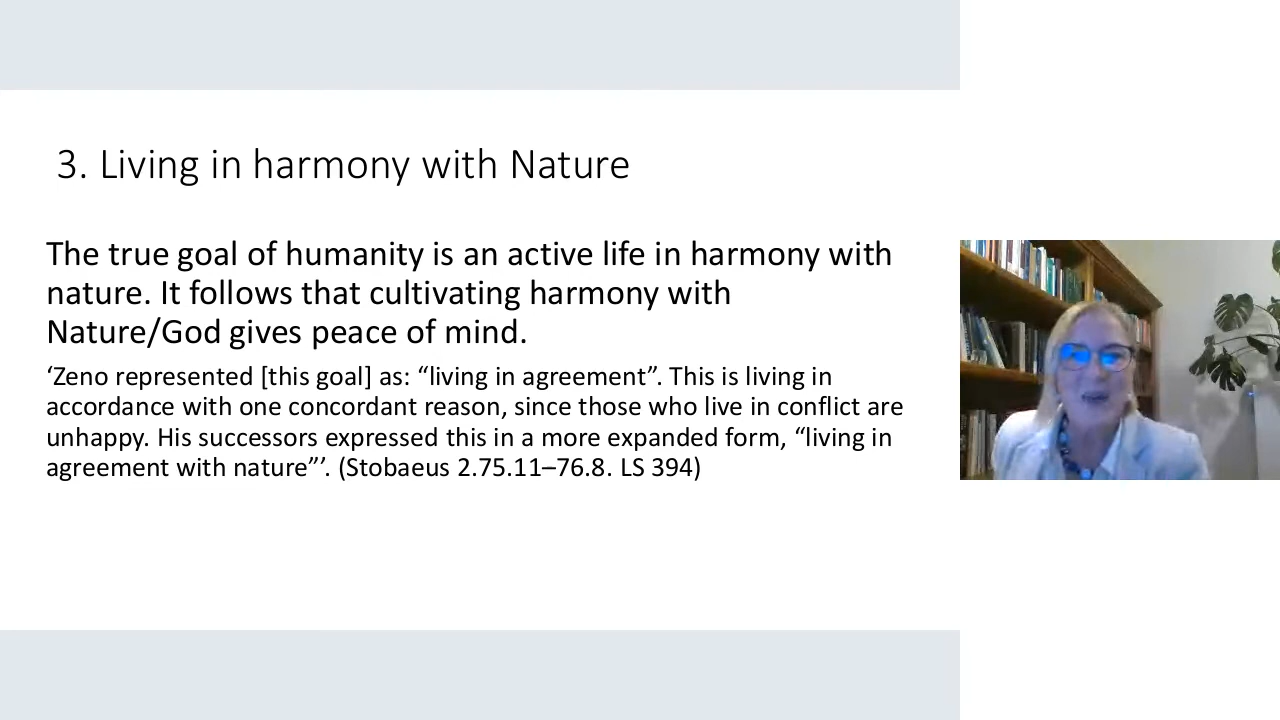 3. Living in harmony with Nature
The true goal of humanity is an active life in harmony with
nature. It follows that cultivating harmony with
Nature/God gives peace of mind.
‘Zeno represented [this goal] as: “living in agreement”. This is living in
accordance with one concordant reason, since those who live in conflict are
unhappy. His successors expressed this in a more expanded form, “living in
agreement with nature”’. (Stobaeus 2.75.11–76.8. LS 394)